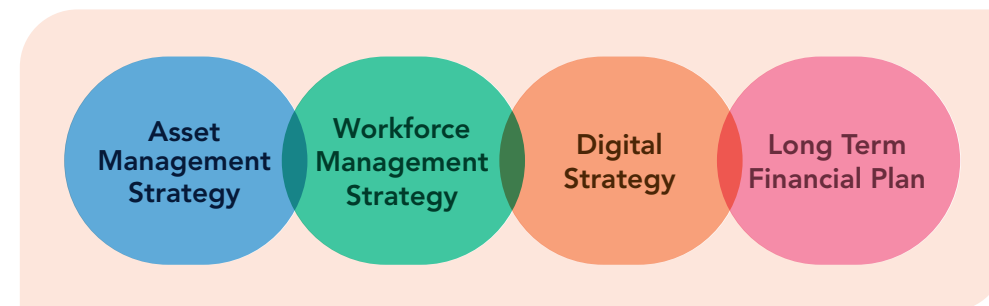 Asset
Management
Strategy
Workforce
Management
Strategy
Digital
Strategy
Long Term
Financial Plan